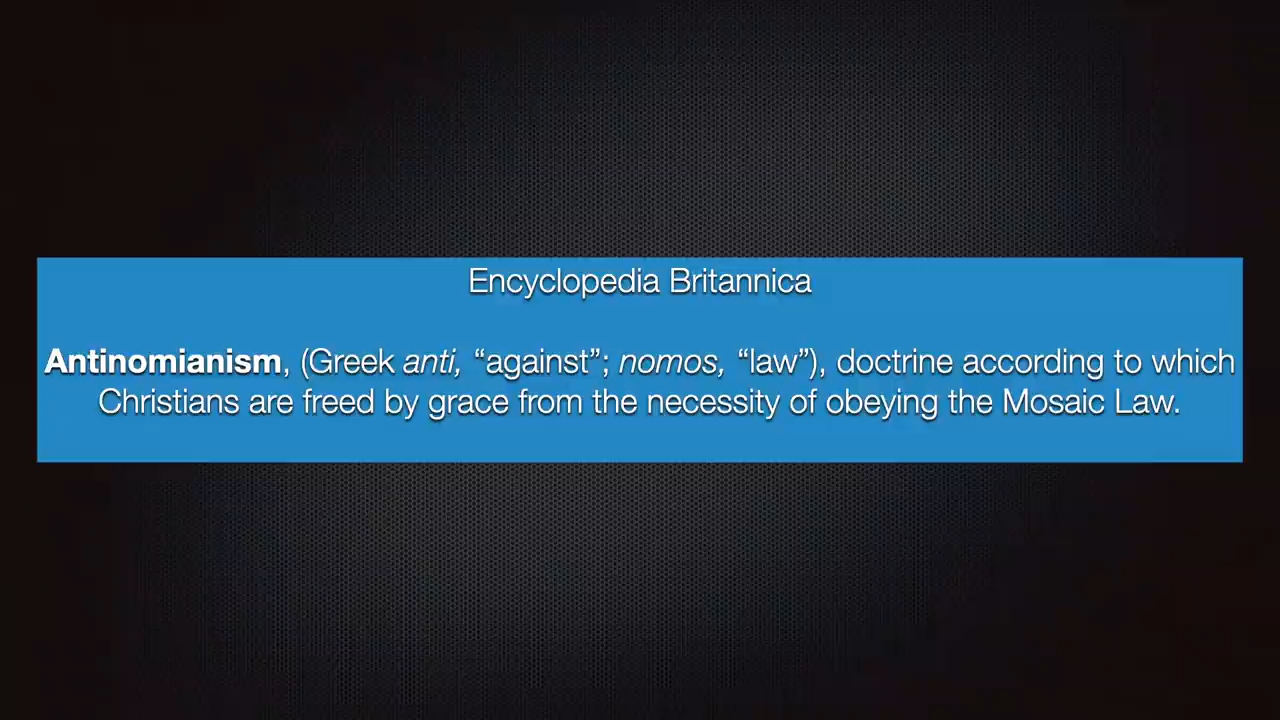 Encyclopedia Britannica
Antinomianism, (Greek anti, “against”; nomos, “law”), doctrine according to which
Christians are freed by grace from the necessity of obeying the Mosaic Law.